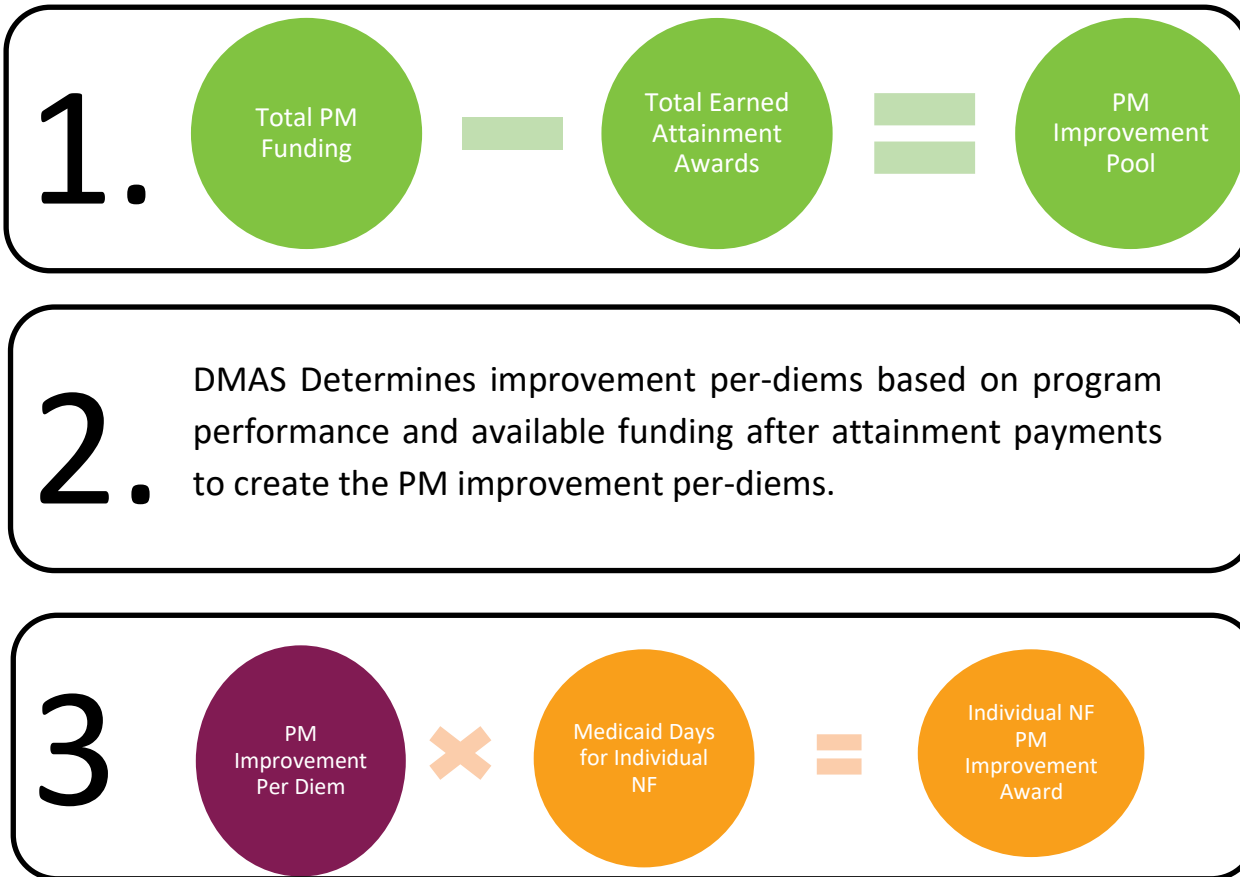 1.
Total PM
Funding
Total Earned
Attainment
Awards
PM
Improvement
Pool
2.
DMAS Determines improvement per-diems based on program
performance and available funding after attainment payments
to create the PM improvement per-diems.
3
PM
Improvement
Per Diem
Medicaid Days
for Individual
NF
Individual NF
PM
Improvement
Award